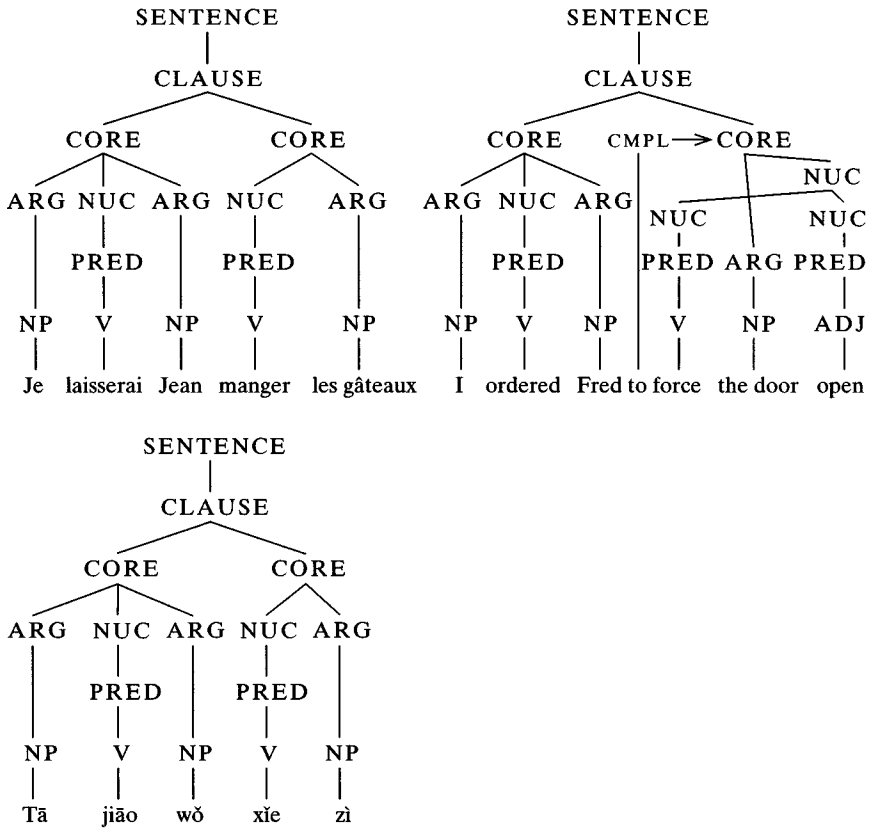 SENTENCE SENTENCE
CLAUSE CLAUSE
CORE CORE CORE CMPL CORE
NUC
ARG NUC ARG NUC ARG ARG NUC ARG
NUC NUC
PRED PRED PRED PRED ARG PRED
NP V NP V NP NP V NP V NP ADJ
Je laisserai Jean manger les gâteaux I ordered Fred to force the door open
SENTENCE
CLAUSE
CORE CORE
ARG NUC ARG NUC ARG
PRED PRED
NP V NP V NP
Tā jiāo wǒ xǐe zì